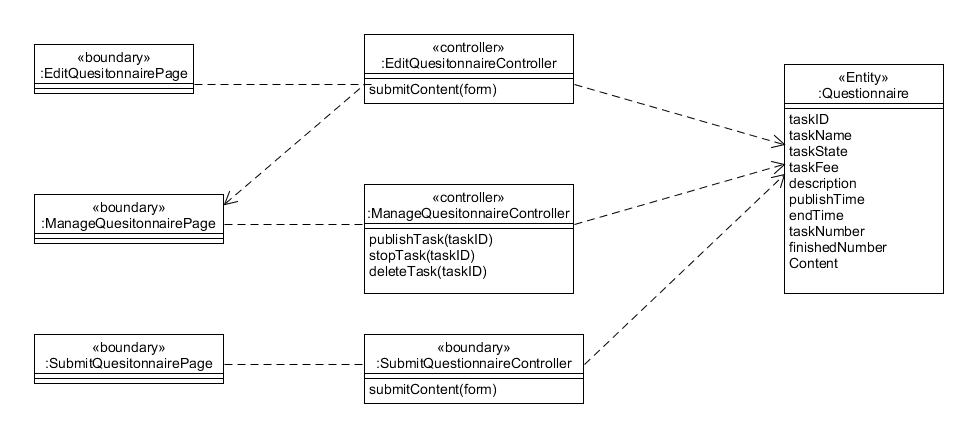 «boundary»
:EditQuesitonnairePage
«controller»
:EditQuesitonnaireController
submitContent(form)
«Entity»
:Questionnaire
taskID
taskName
taskState
taskFee
description
publishTime
endTime
taskNumber
finishedNumber
Content
«boundary»
:ManageQuesitonnairePage
«controller»
:ManageQuesitonnaireController
publishTask(taskID)
stopTask(taskID)
deleteTask(taskID)
«boundary»
:SubmitQuesitonnairePage
«boundary»
:SubmitQuestionnaireController
submitContent(form)